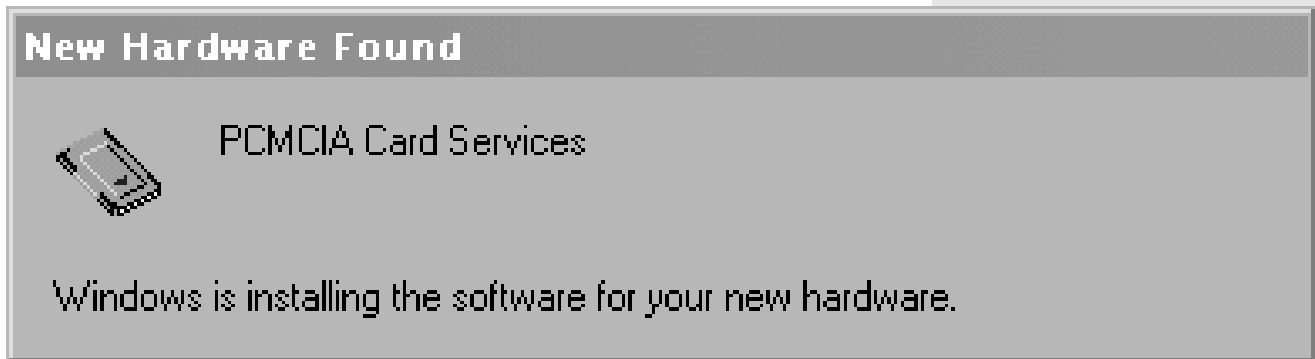 New Hardware Found
PCMCIA Card Services
Windows is installing the software for your new hardware.